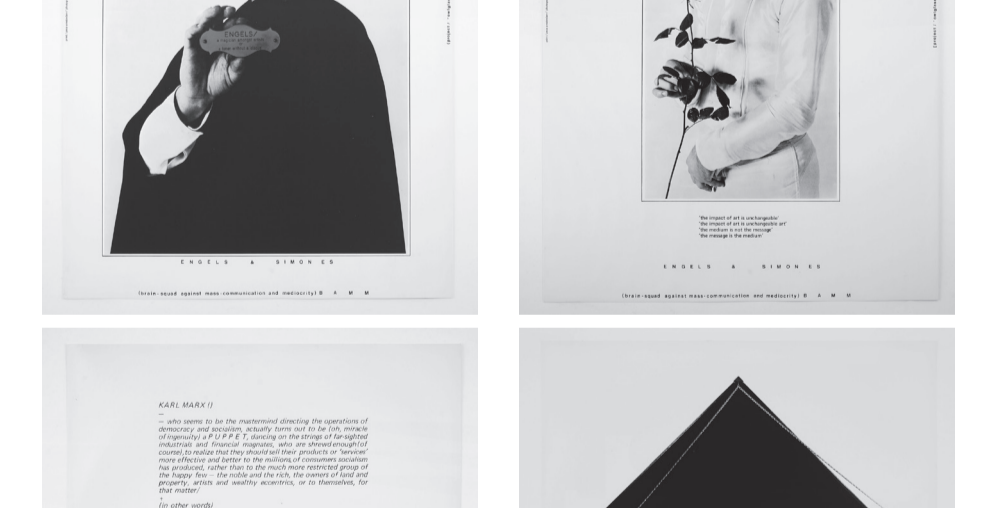 ENGELS/
ENGELS & SIMONES
(brain-squad against mass-communication and mediocrity) B A M M
'the impact of art is unchangeable'
'the impact of art is unchangeable art'
'the medium is not the message'
'the message is the medium'
ENGELS & SIMONES
(brain-squad against mass-communication and mediocrity) B A M M
KARL MARX !)
—
— who seems to be the mastermind directing the operations of
democracy and socialism, actually turns out to be (oh, miracle
of ingenuity) a P U P P E T, dancing on the strings of far-sighted
industrials and financial magnates, who are shrewd enough (of
course), to realize that they should sell their products or 'services'
more effective and better to the millions, of consumers socialism
has produced, rather than to the much more restricted group of
the happy few — the noble and the rich, the owners of land and
property, artists and wealthy eccentrics, or to themselves, for
that matter/
+
(in other words)